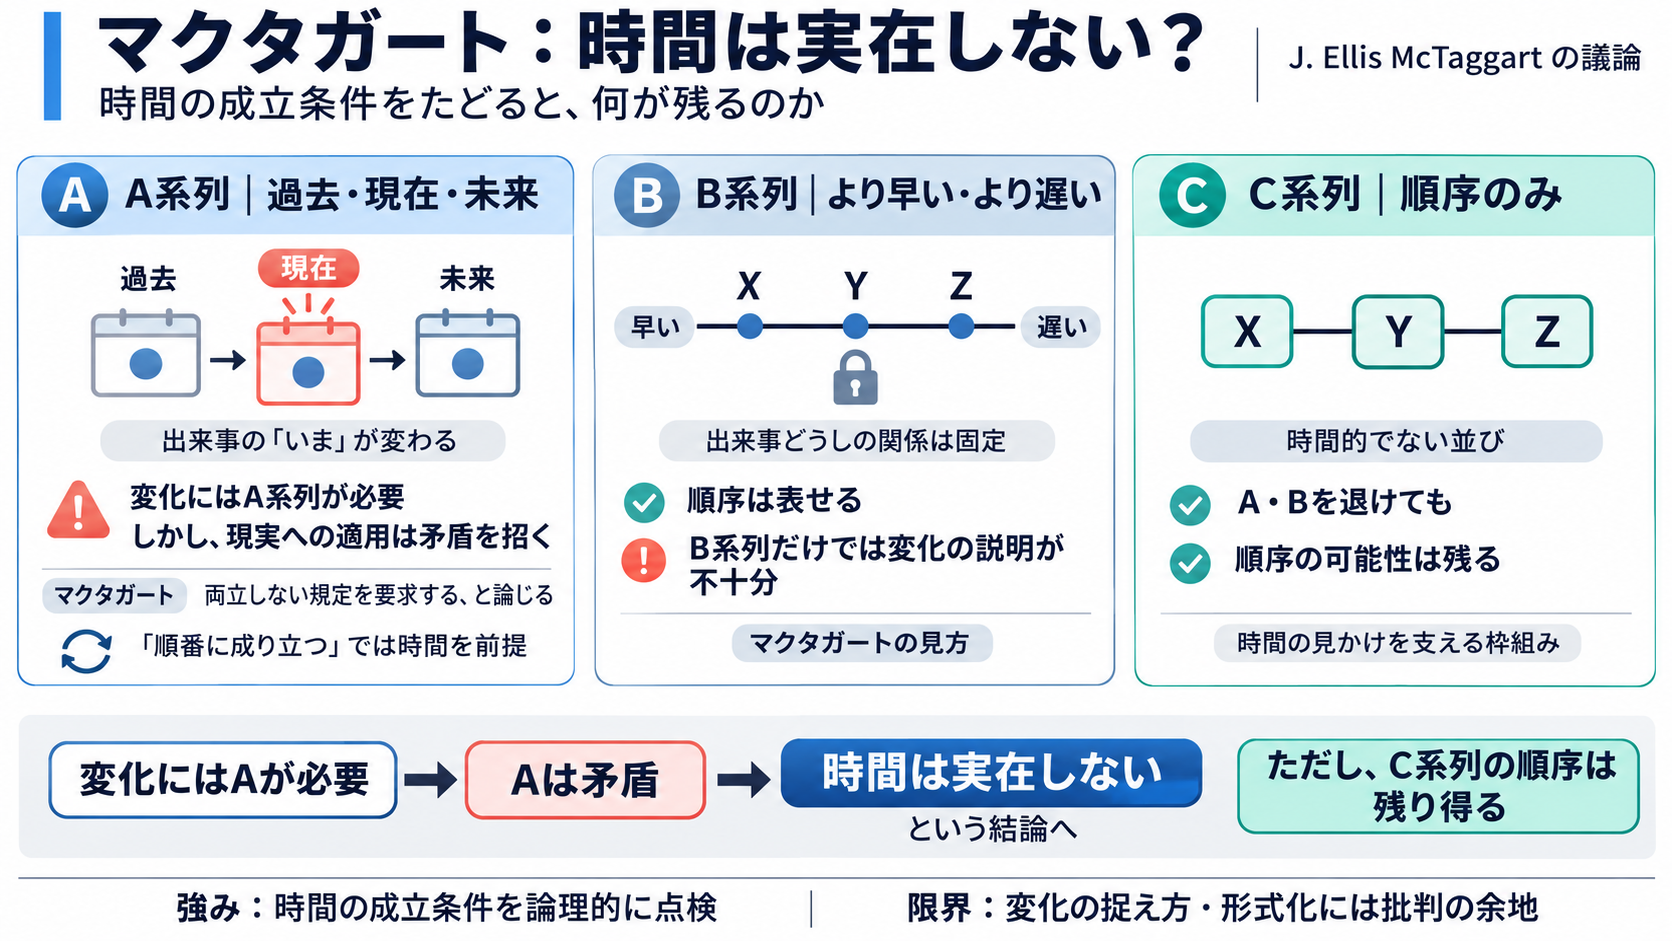 マクタガート：時間は実在しない？
時間の成立条件をたどると、何が残るのか
J. Ellis McTaggart の議論
A
A系列｜過去・現在・未来
過去
現在
未来
出来事の「いま」が変わる
変化にはA系列が必要
しかし、現実への適用は矛盾を招く
マクタガート 両立しない規定を要求する、と論じる
「順番に成り立つ」では時間を前提
B
B系列｜より早い・より遅い
X Y Z
早い
遅い
出来事どうしの関係は固定
順序は表せる
B系列だけでは変化の説明が
不十分
マクタガートの見方
C
C系列｜順序のみ
X Y Z
時間的でない並び
A・Bを退けても
順序の可能性は残る
時間の見かけを支える枠組み
変化にはAが必要
Aは矛盾
時間は実在しない
という結論へ
ただし、C系列の順序は
残り得る
強み：時間の成立条件を論理的に点検
限界：変化の捉え方・形式化には批判の余地